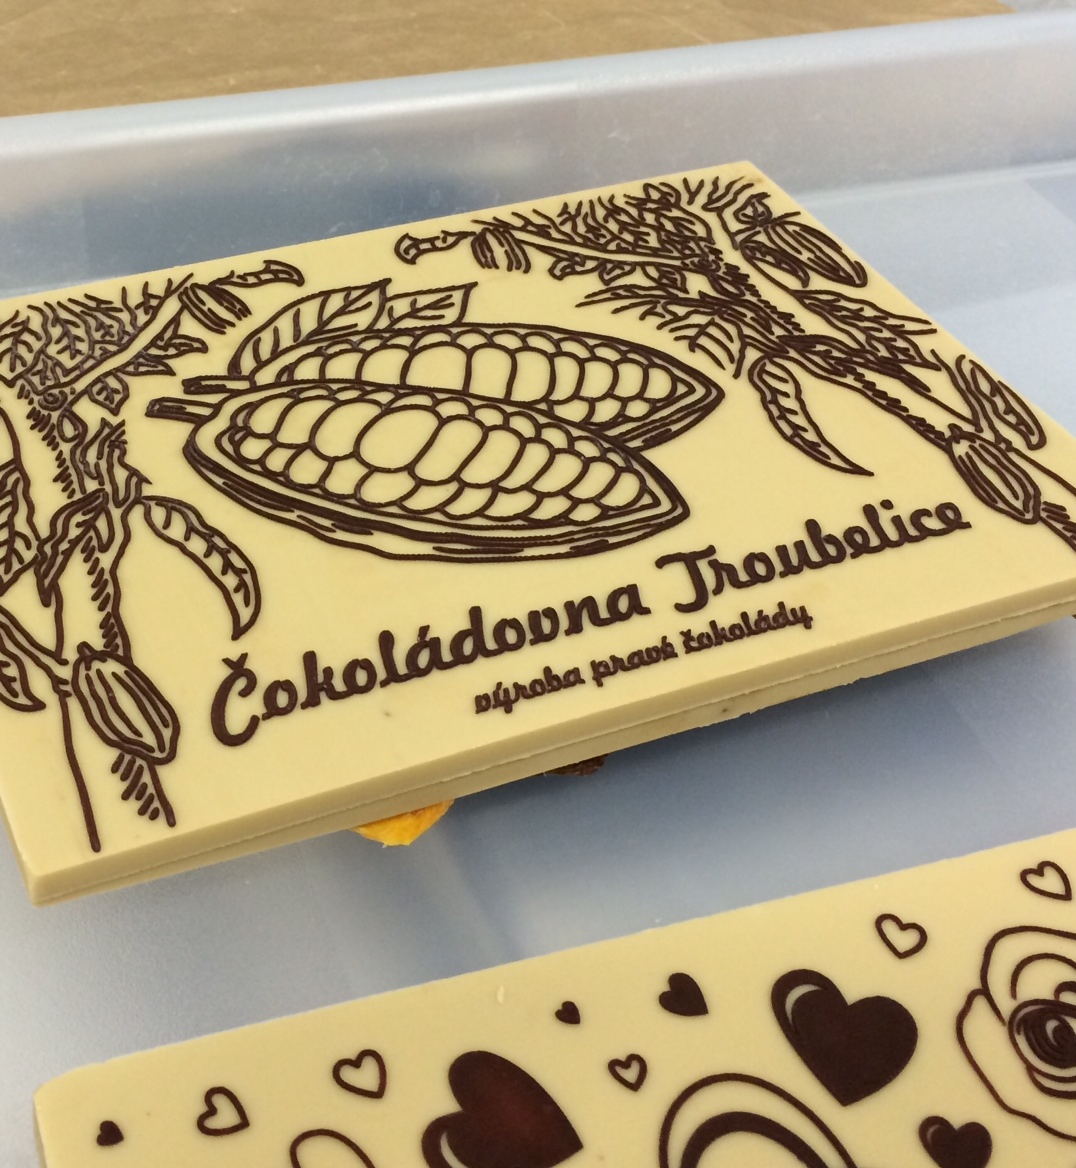 Čokoládovna Troubelice
výroba pravé čokolády